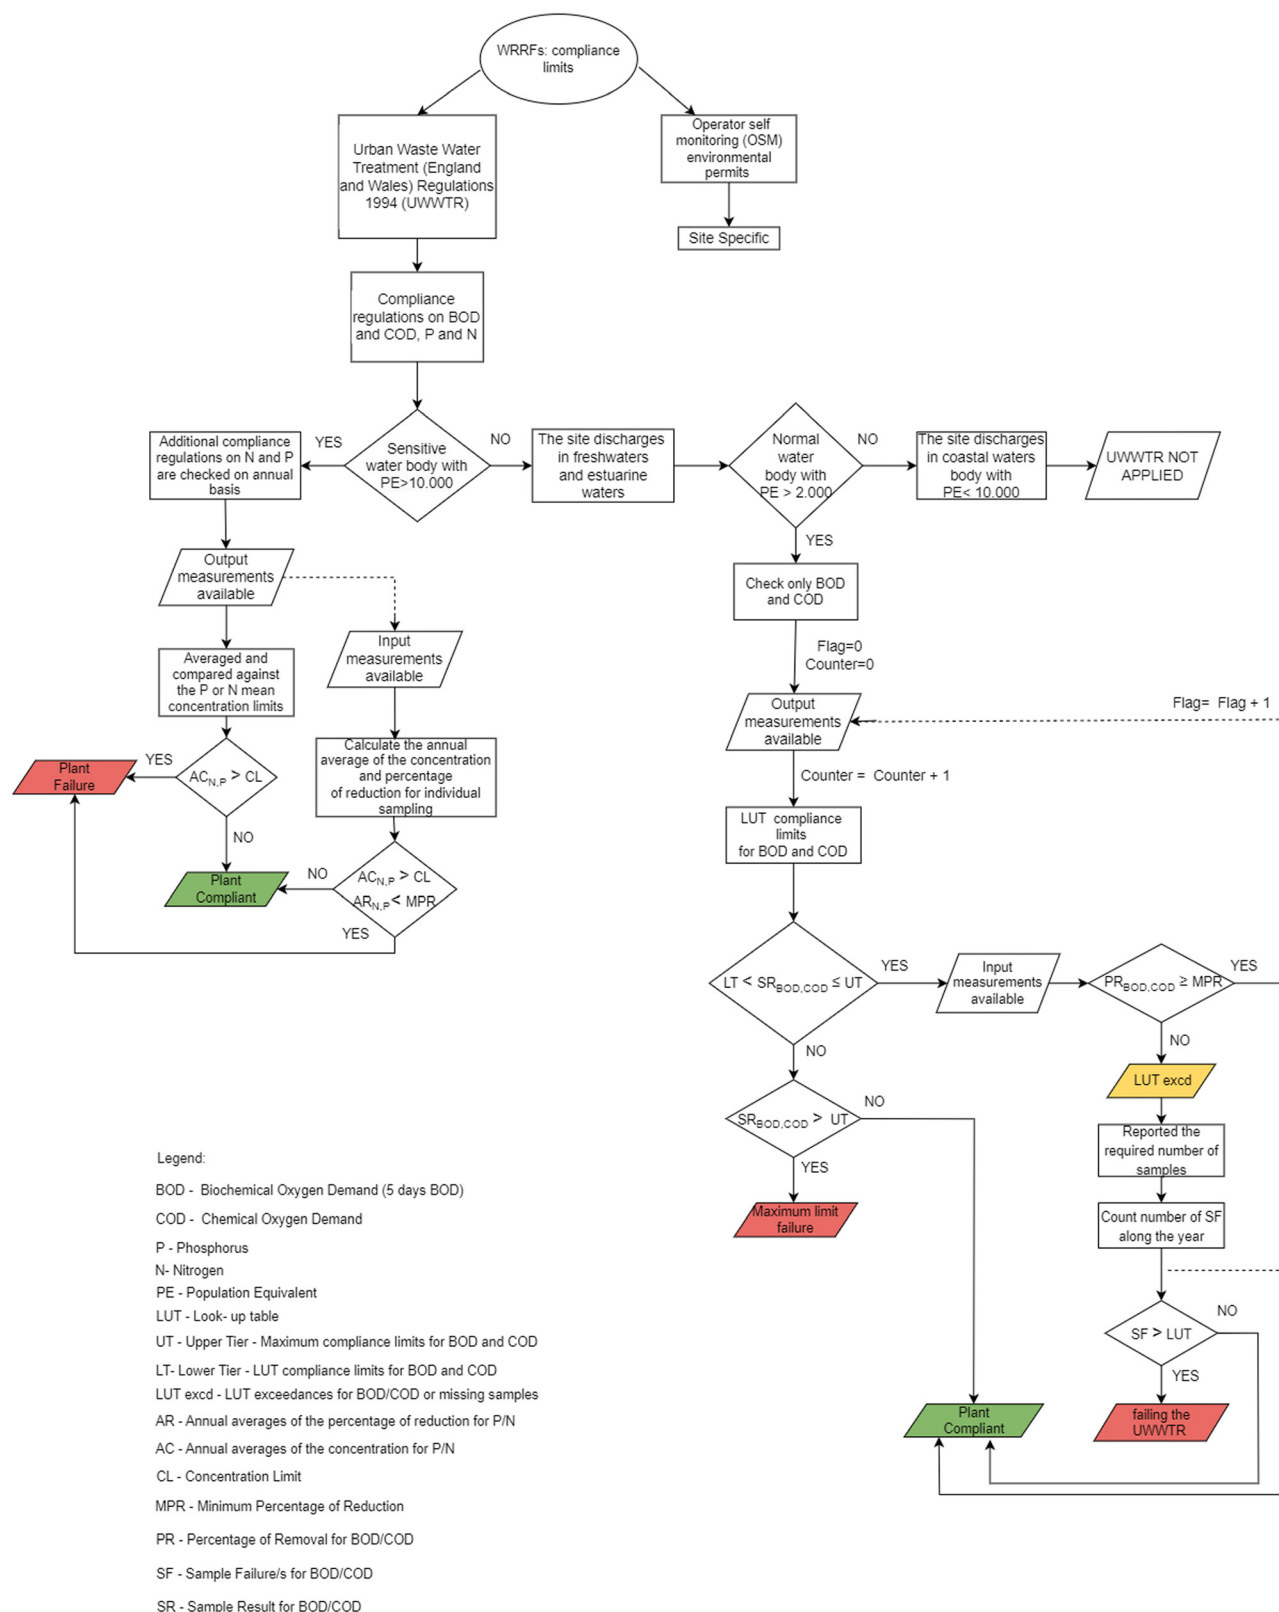 WRRFs: compliance
limits
Urban Waste Water
Treatment (England
and Wales) Regulations
1994 (UWWTR)
Operator self
monitoring (OSM)
environmental
permits
Site Specific
Compliance
regulations on BOD
and COD, P and N
Sensitive
water body with
PE>10.000
YES
NO
Additional compliance
regulations on N and P
are checked on annual
basis
The site discharges
in freshwaters
and estuarine
waters
Normal
water
body with
PE > 2.000
NO
YES
The site discharges
in coastal waters
body with
PE< 10.000
UWWTR NOT
APPLIED
Output
measurements
available
Input
measurements
available
Averaged and
compared against
the P or N mean
concentration limits
Calculate the annual
average of the concentration
and percentage
of reduction for individual
sampling
AC N,P > CL
YES
NO
Plant
Failure
Plant
Compliant
AC N,P > CL
AR N,P < MPR
NO
YES
Check only BOD
and COD
Flag=0
Counter=0
Output
measurements
available
Flag= Flag + 1
Counter = Counter + 1
LUT compliance
limits
for BOD and COD
LT < SR BOD,COD ≤ UT
YES
NO
Input
measurements
available
PR BOD,COD ≥ MPR
YES
NO
LUT excd
Reported the
required number of
samples
Count number of SF
along the year
SF > LUT
NO
YES
failing the
UWWTR
SR BOD,COD > UT
NO
YES
Maximum limit
failure
Plant
Compliant
Legend:
BOD - Biochemical Oxygen Demand (5 days BOD)
COD - Chemical Oxygen Demand
P - Phosphorus
N- Nitrogen
PE - Population Equivalent
LUT - Look- up table
UT - Upper Tier - Maximum compliance limits for BOD and COD
LT- Lower Tier - LUT compliance limits for BOD and COD
LUT excd - LUT exceedances for BOD/COD or missing samples
AR - Annual averages of the percentage of reduction for P/N
AC - Annual averages of the concentration for P/N
CL - Concentration Limit
MPR - Minimum Percentage of Reduction
PR - Percentage of Removal for BOD/COD
SF - Sample Failure/s for BOD/COD
SR - Sample Result for BOD/COD